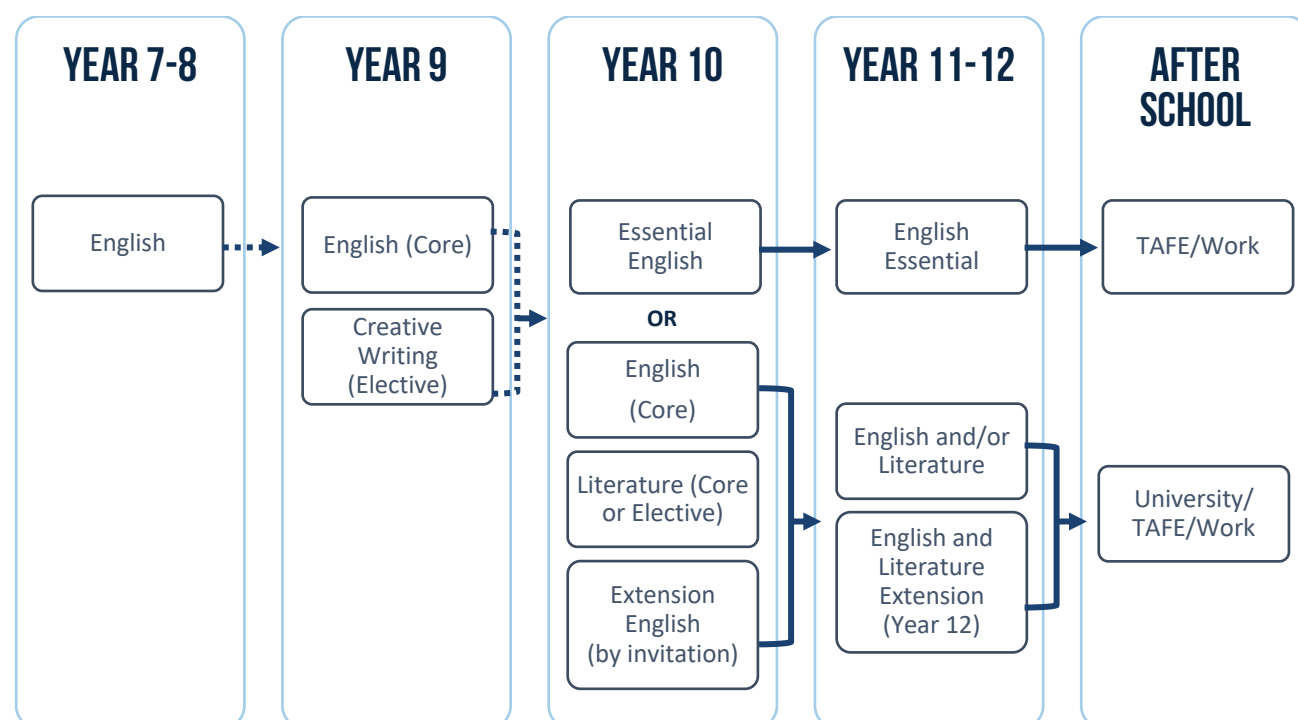 YEAR 7-8
English
YEAR 9
English (Core)
Creative
Writing
(Elective)
YEAR 10
Essential
English
OR
English
(Core)
Literature (Core
or Elective)
Extension
English
(by invitation)
YEAR 11-12
English
Essential
English and/or
Literature
English and
Literature
Extension
(Year 12)
AFTER
SCHOOL
TAFE/Work
University/
TAFE/Work